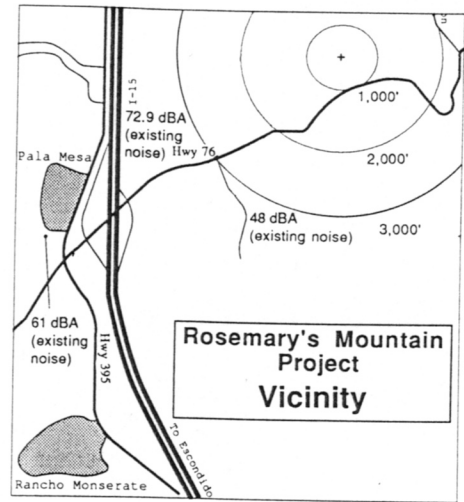 I-15
72.9 dBA
(existing
noise)
Hwy 76
Pala Mesa
1,000'
2,000'
3,000'
48 dBA
(existing noise)
61 dBA
(existing
noise)
Hwy 395
Rosemary's Mountain
Project
Vicinity
To Escondido
Rancho Monserate